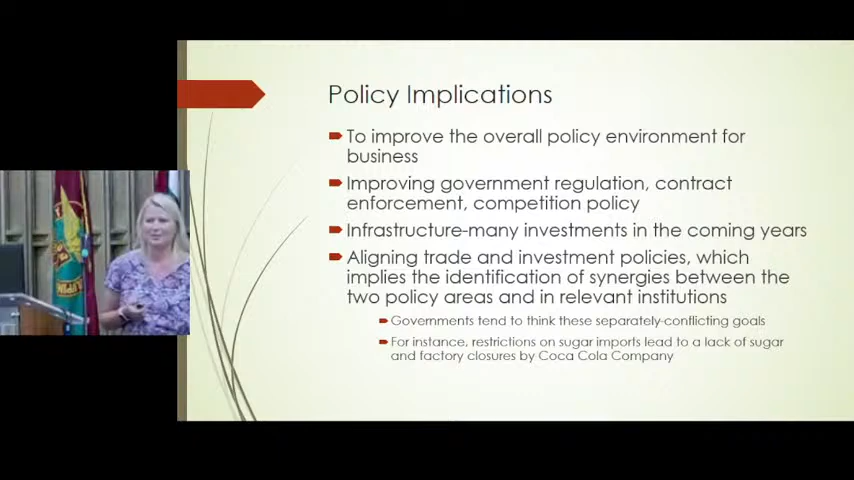 Policy Implications
To improve the overall policy environment for
business
Improving government regulation, contract
enforcement, competition policy
Infrastructure-many investments in the coming years
Aligning trade and investment policies, which
implies the identification of synergies between the
two policy areas and in relevant institutions
Governments tend to think these separately-conflicting goals
For instance, restrictions on sugar imports lead to a lack of sugar
and factory closures by Coca Cola Company